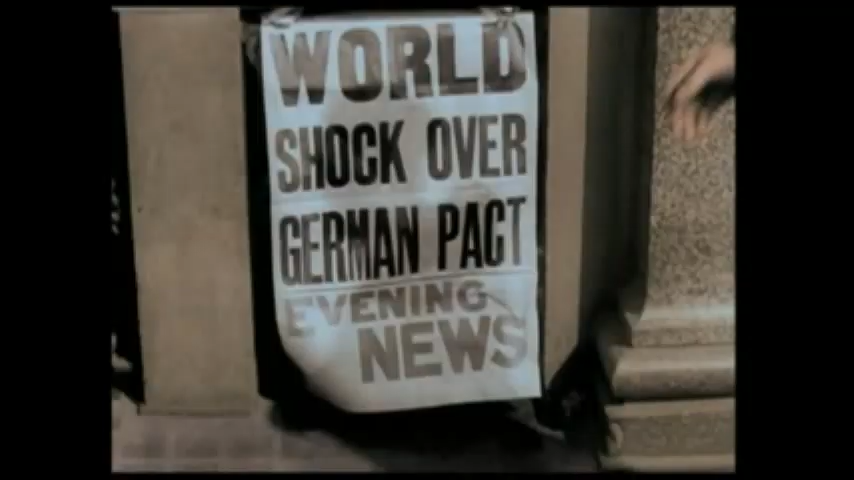 WORLD
SHOCK OVER
GERMAN PACT
EVENING
NEWS